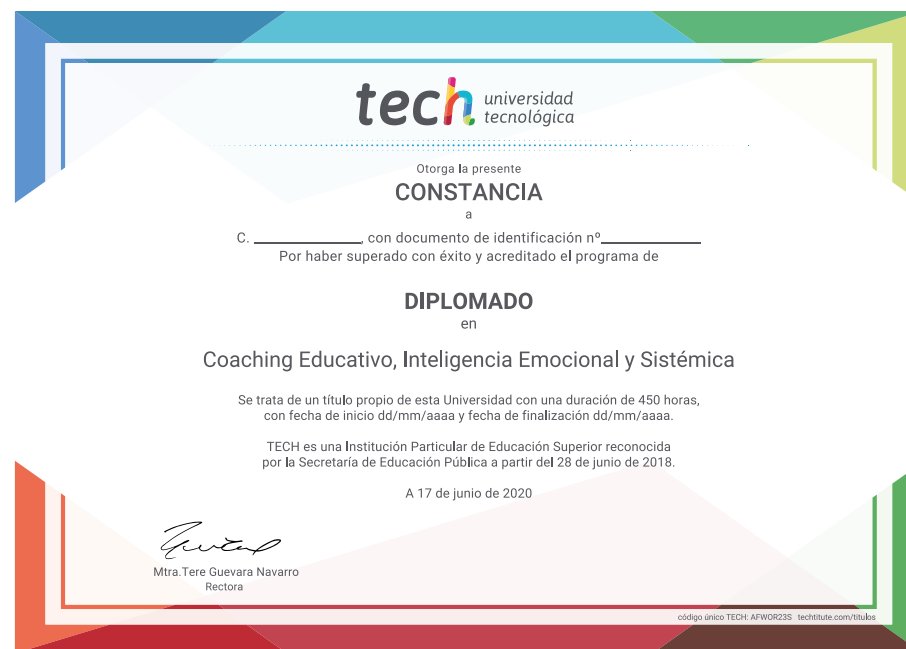 tech universidad
tecnológica
Otorga la presente
CONSTANCIA
a
C. ____________, con documento de identificación nº___________
Por haber superado con éxito y acreditado el programa de
DIPLOMADO
en
Coaching Educativo, Inteligencia Emocional y Sistémica
Se trata de un título propio de esta Universidad con una duración de 450 horas,
con fecha de inicio dd/mm/aaaa y fecha de finalización dd/mm/aaaa.
TECH es una Institución Particular de Educación Superior reconocida
por la Secretaría de Educación Pública a partir del 28 de junio de 2018.
A 17 de junio de 2020
Mtra.Tere Guevara Navarro
Rectora
código único TECH: AFWOR23S techtitute.com/titulos